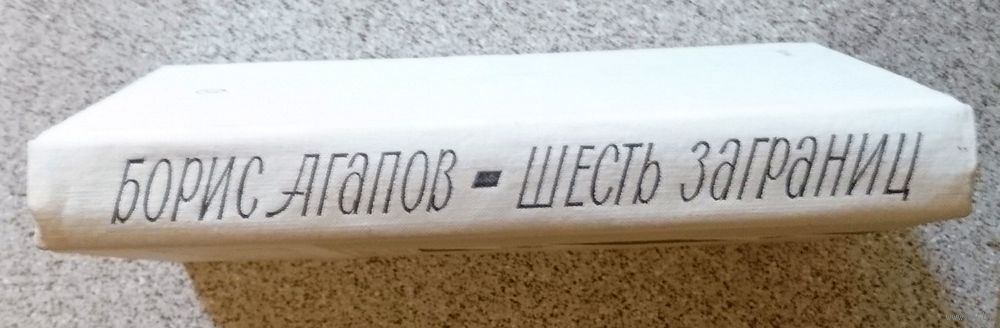 БОРИС АГАПОВ - ШЕСТЬ ЗАГРАНИЦ